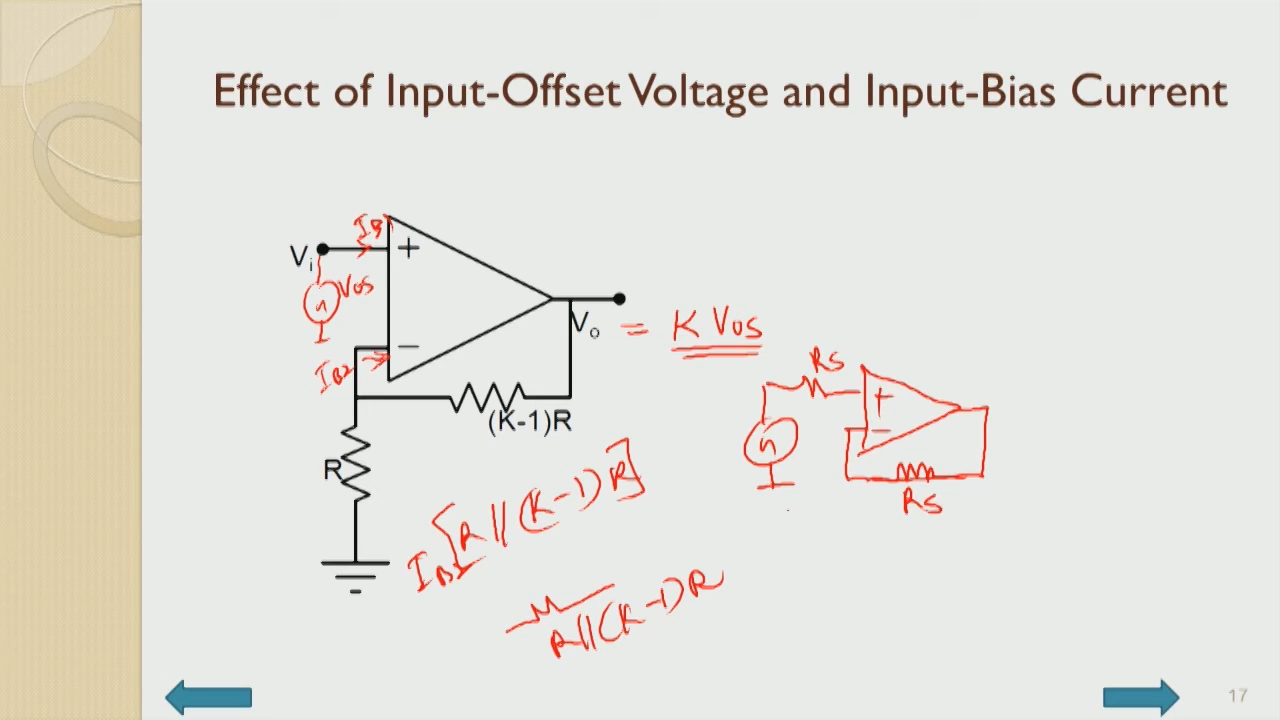 Effect of Input-Offset Voltage and Input-Bias Current
IB1
Vi
+
Vos
Vo = K Vos
IB2
−
(K-1)R
R
Rs
+
−
Rs
IB2[R||(K-1)R]
R||(K-1)R
17